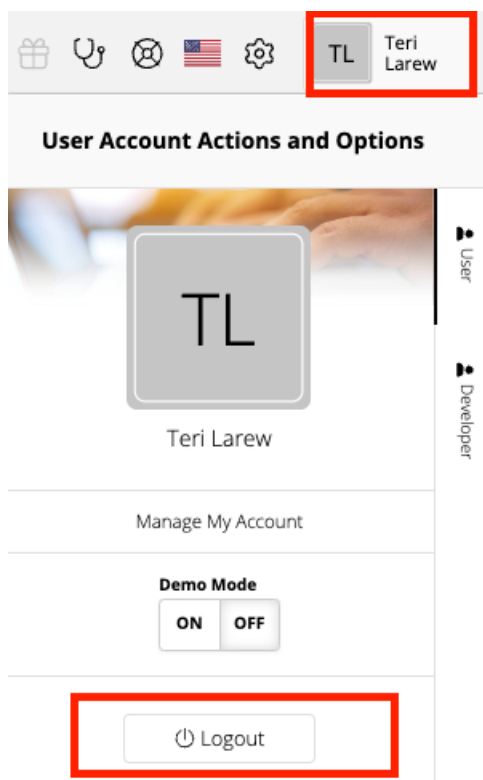 TL
Teri
Larew
User Account Actions and Options
TL
Teri Larew
User
Developer
Manage My Account
Demo Mode
ON OFF
Logout